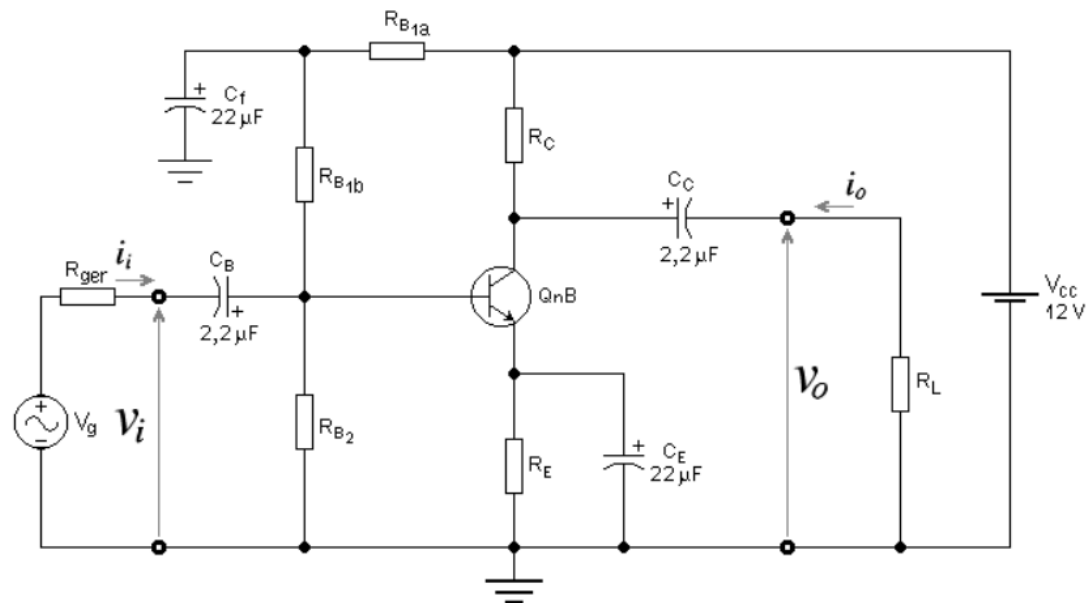 R_B1a
+
C_f
22 µF
R_C
R_B1b
C_C
+
2,2 µF
i_o
i_i
R_ger
C_B
+
2,2 µF
QnB
V_CC
12 V
+
−
V_g
v_i
R_B2
R_E
+
C_E
22 µF
v_o
R_L